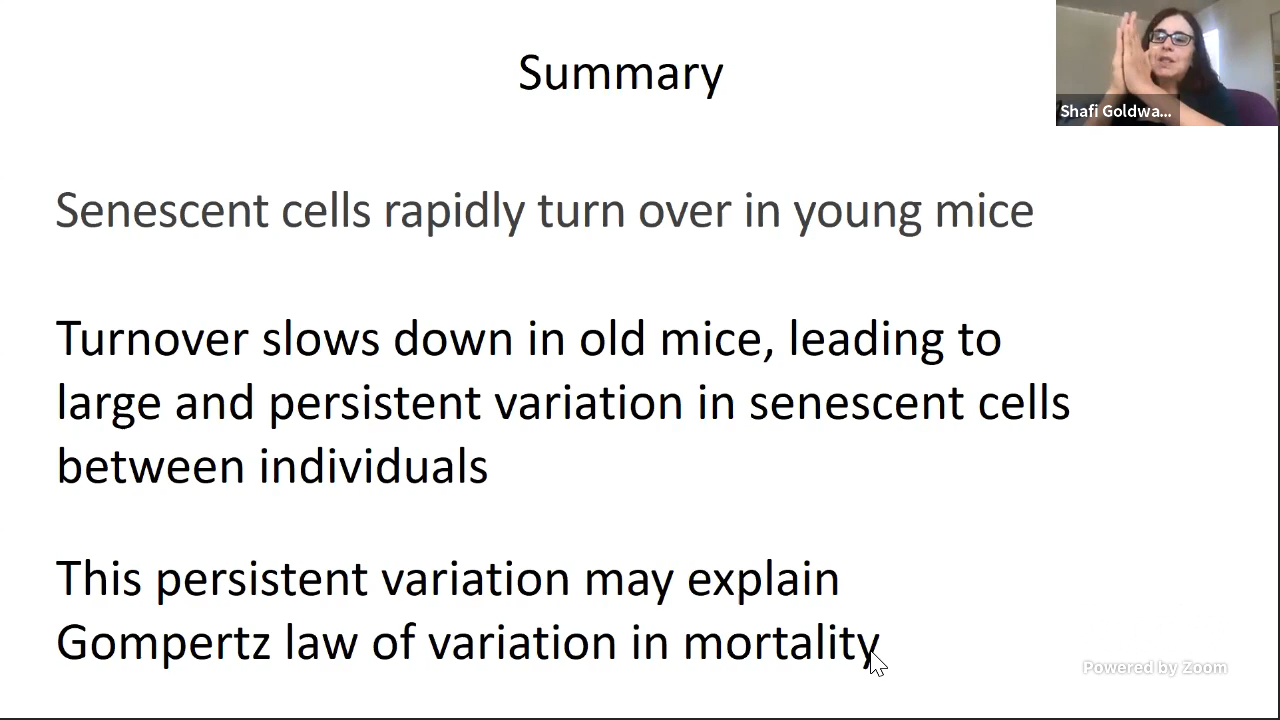 Summary
Shafi Goldwa...
Senescent cells rapidly turn over in young mice
Turnover slows down in old mice, leading to
large and persistent variation in senescent cells
between individuals
This persistent variation may explain
Gompertz law of variation in mortality
Powered by Zoom